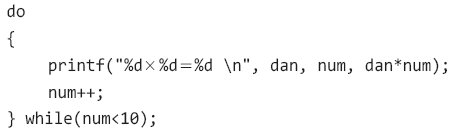 do
{
    printf("%d×%d=%d \n", dan, num, dan*num);
    num++;
} while(num<10);